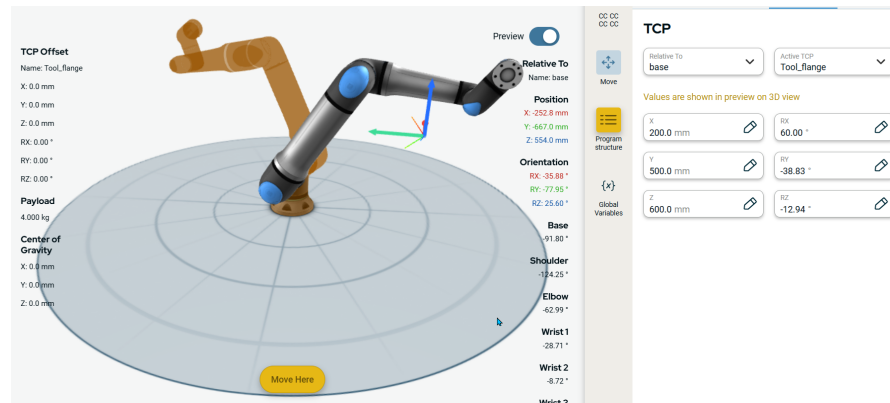 TCP Offset
Name: Tool_flange
X: 0.0 mm
Y: 0.0 mm
Z: 0.0 mm
RX: 0.00 °
RY: 0.00 °
RZ: 0.00 °
Payload
4.000 kg
Center of
Gravity
X: 0.0 mm
Y: 0.0 mm
Z: 0.0 mm
Move Here
Preview
Relative To
Name: base
Position
X: -252.8 mm
Y: -667.0 mm
Z: 554.0 mm
Orientation
RX: -35.88 °
RY: -77.95 °
RZ: 25.60 °
Base
-91.80 °
Shoulder
-124.25 °
Elbow
-62.99 °
Wrist 1
-28.71 °
Wrist 2
-8.72 °
Wrist 3
CC CC
CC CC
Move
Program
structure
{x}
Global
Variables
TCP
Relative To
base
Active TCP
Tool_flange
Values are shown in preview on 3D view
X
200.0 mm
RX
60.00 °
Y
500.0 mm
RY
-38.83 °
Z
600.0 mm
RZ
-12.94 °